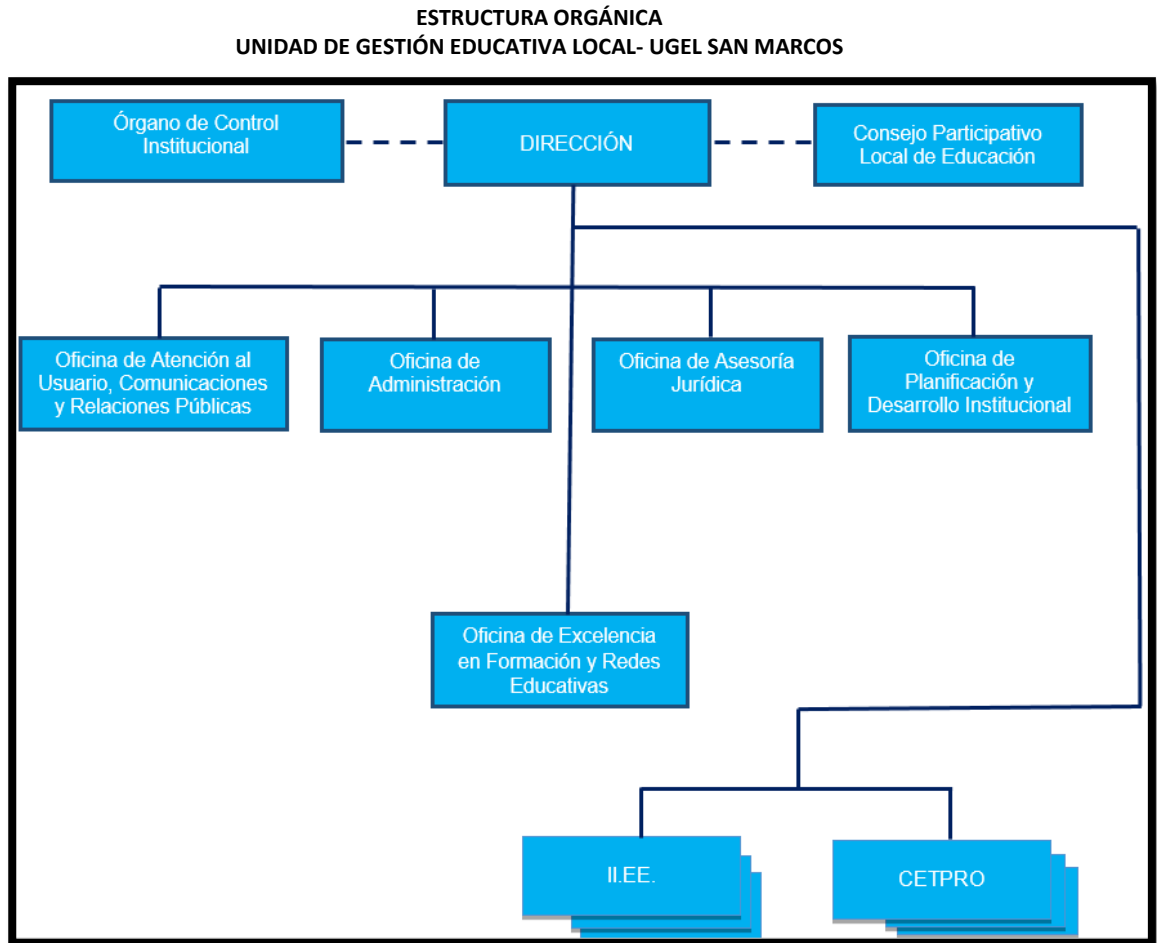 ESTRUCTURA ORGÁNICA
UNIDAD DE GESTIÓN EDUCATIVA LOCAL- UGEL SAN MARCOS
Órgano de Control
Institucional
DIRECCIÓN
Consejo Participativo
Local de Educación
Oficina de Atención al
Usuario, Comunicaciones
y Relaciones Públicas
Oficina de
Administración
Oficina de Asesoría
Jurídica
Oficina de
Planificación y
Desarrollo Institucional
Oficina de Excelencia
en Formación y Redes
Educativas
II.EE.
CETPRO